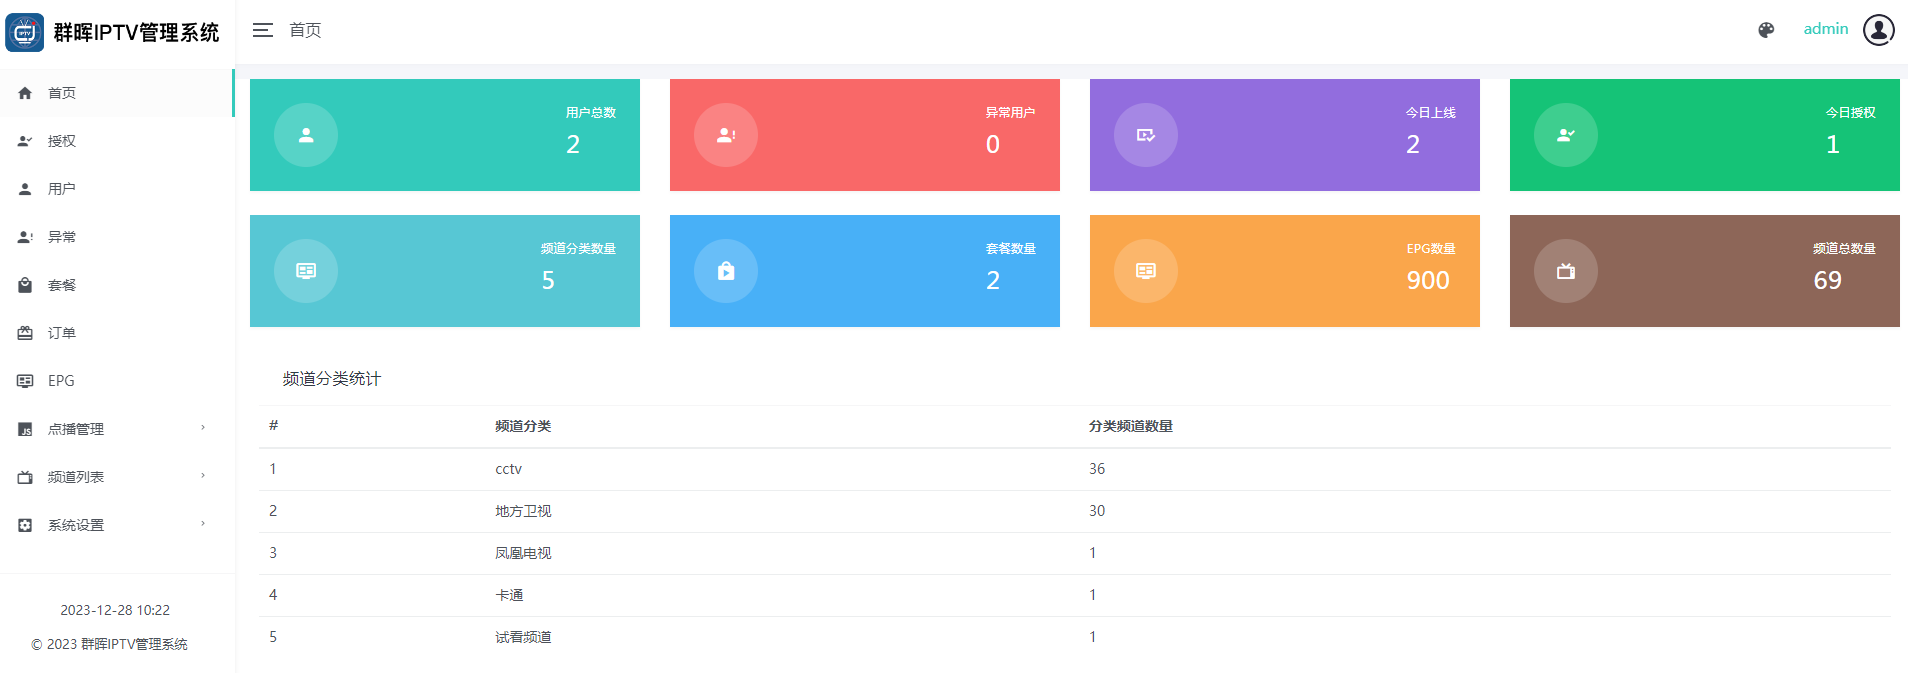 群晖IPTV管理系统
首页
admin
首页
授权
用户
异常
套餐
订单
EPG
点播管理
频道列表
系统设置
2023-12-28 10:22
© 2023 群晖IPTV管理系统
用户总数
2
异常用户
0
今日上线
2
今日授权
1
频道分类数量
5
套餐数量
2
EPG数量
900
频道总数量
69
频道分类统计
# 频道分类 分类频道数量
1 cctv 36
2 地方卫视 30
3 凤凰电视 1
4 卡通 1
5 试看频道 1